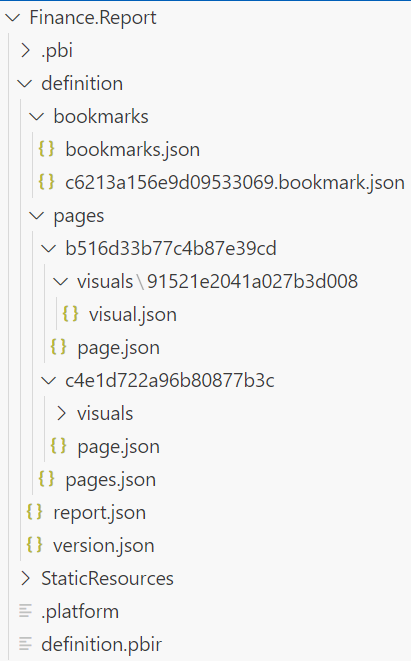 Finance.Report
.pbi
definition
bookmarks
{} bookmarks.json
{} c6213a156e9d09533069.bookmark.json
pages
b516d33b77c4b87e39cd
visuals\91521e2041a027b3d008
{} visual.json
{} page.json
c4e1d722a96b80877b3c
visuals
{} page.json
{} pages.json
{} report.json
{} version.json
StaticResources
.platform
definition.pbir